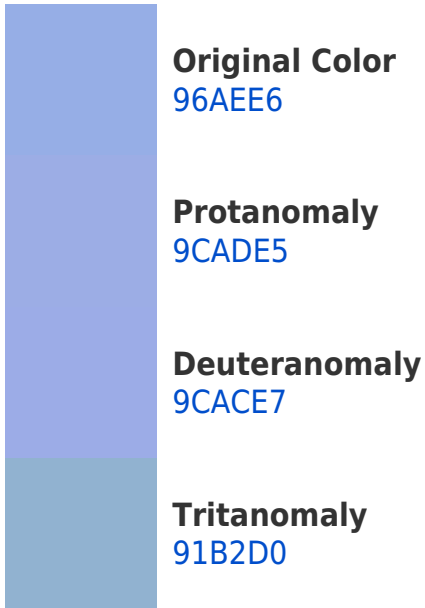 Original Color
96AEE6
Protanomaly
9CADE5
Deuteranomaly
9CACE7
Tritanomaly
91B2D0